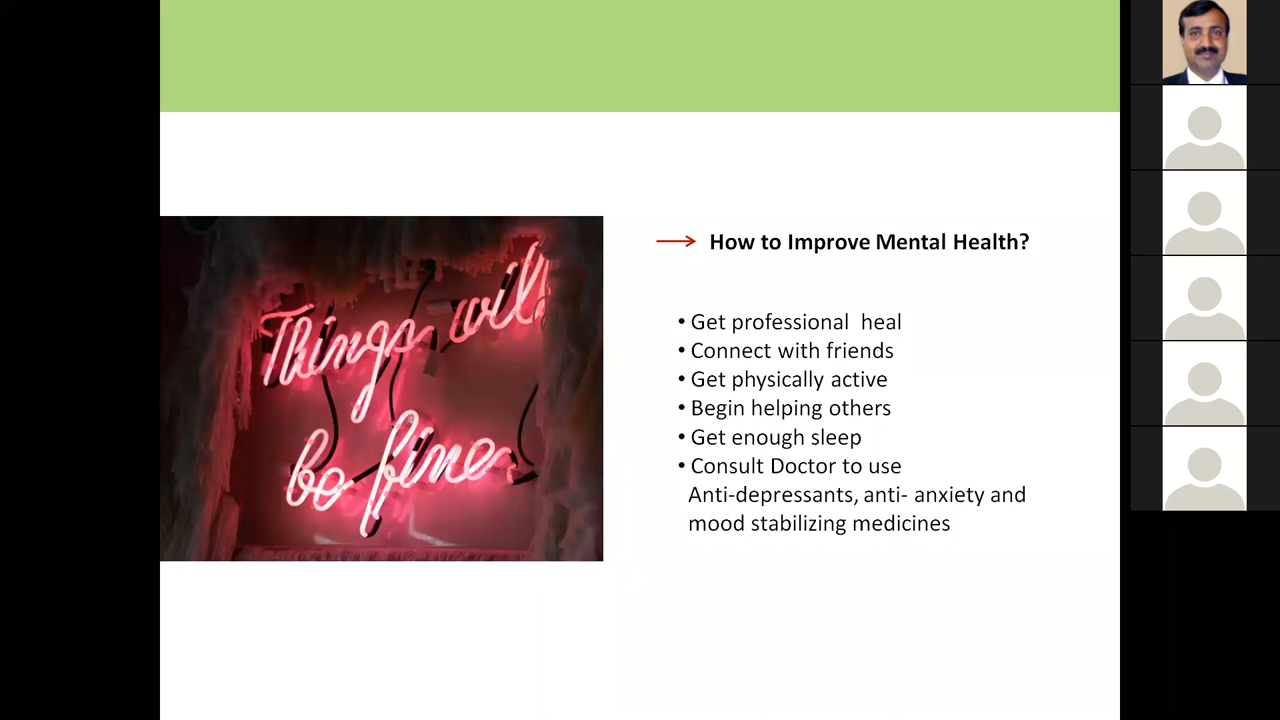 Things will
be fine
How to Improve Mental Health?
• Get professional  heal
• Connect with friends
• Get physically active
• Begin helping others
• Get enough sleep
• Consult Doctor to use
Anti-depressants, anti- anxiety and
mood stabilizing medicines